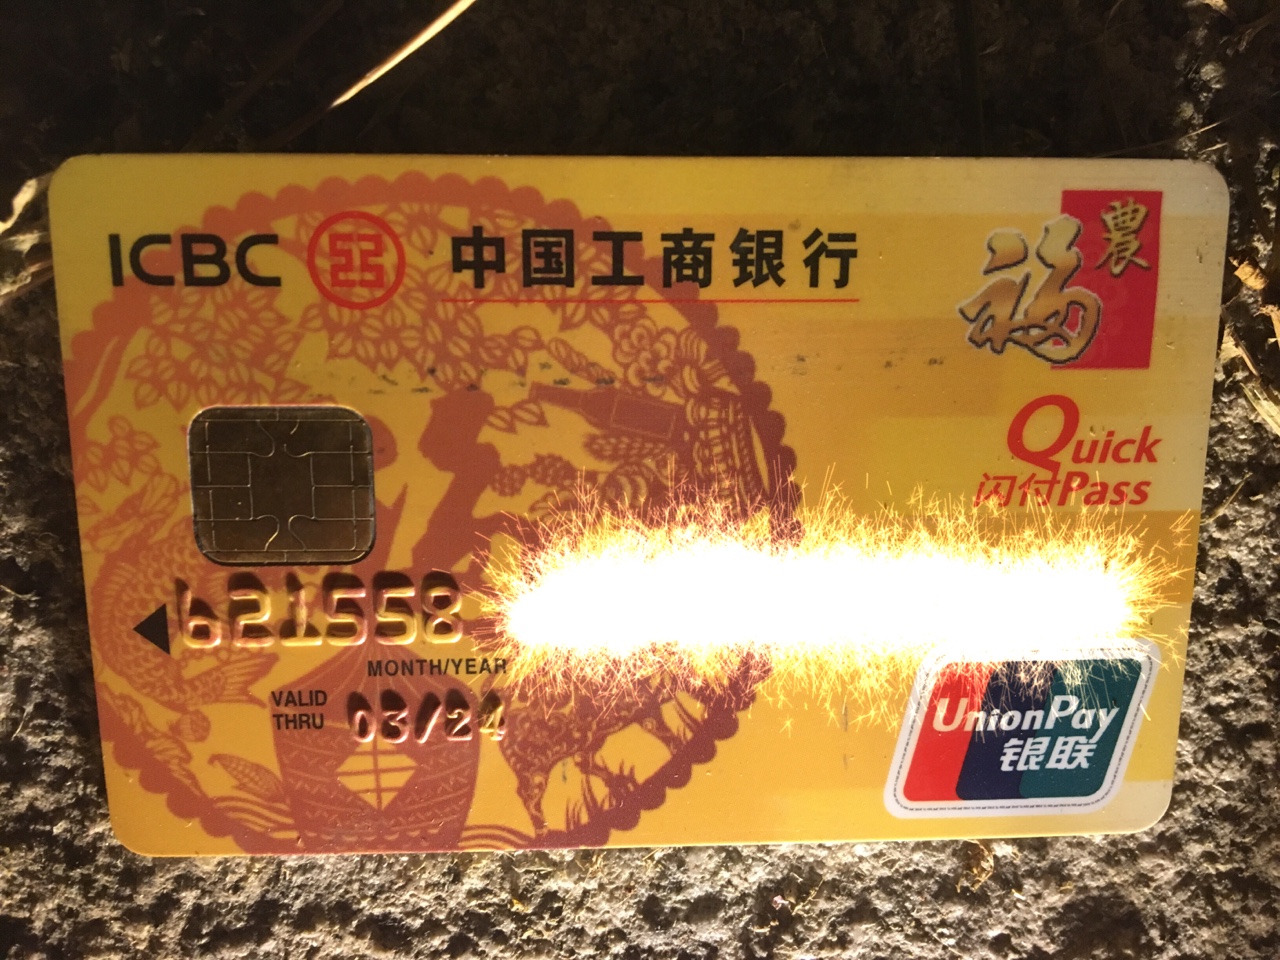 ICBC 中国工商银行
福農
Quick
闪付Pass
621558
MONTH/YEAR
VALID
THRU 03/24
UnionPay
银联